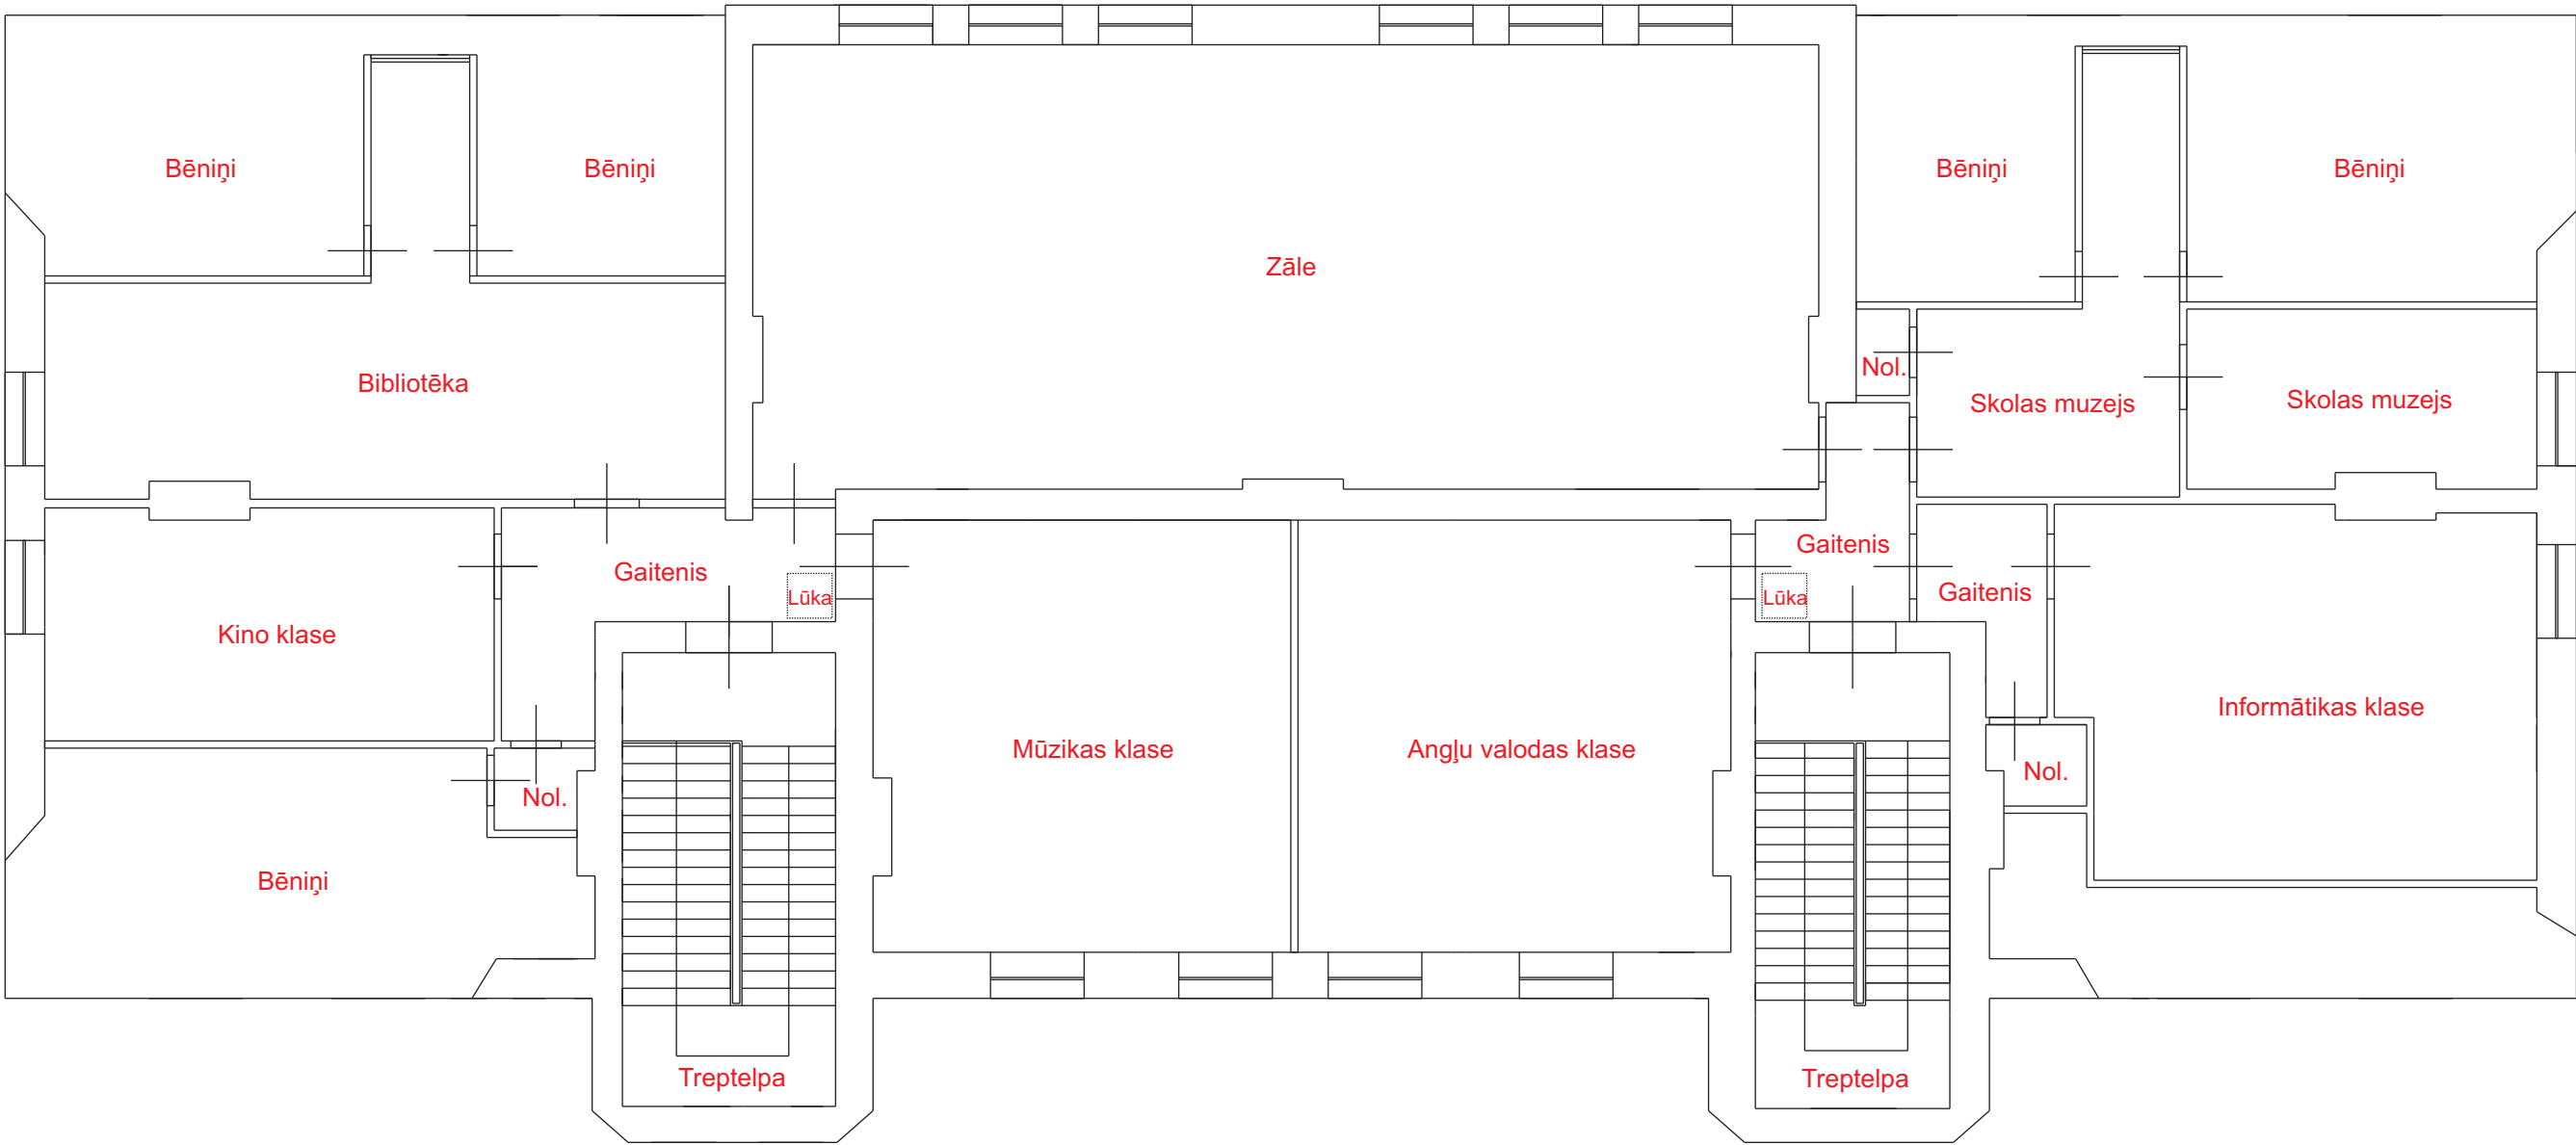 Bēniņi
Bēniņi
Bēniņi
Bēniņi
Zāle
Bibliotēka
Nol.
Skolas muzejs
Skolas muzejs
Gaitenis
Lūka
Gaitenis
Lūka
Gaitenis
Kino klase
Mūzikas klase
Angļu valodas klase
Informātikas klase
Nol.
Nol.
Bēniņi
Treptelpa
Treptelpa